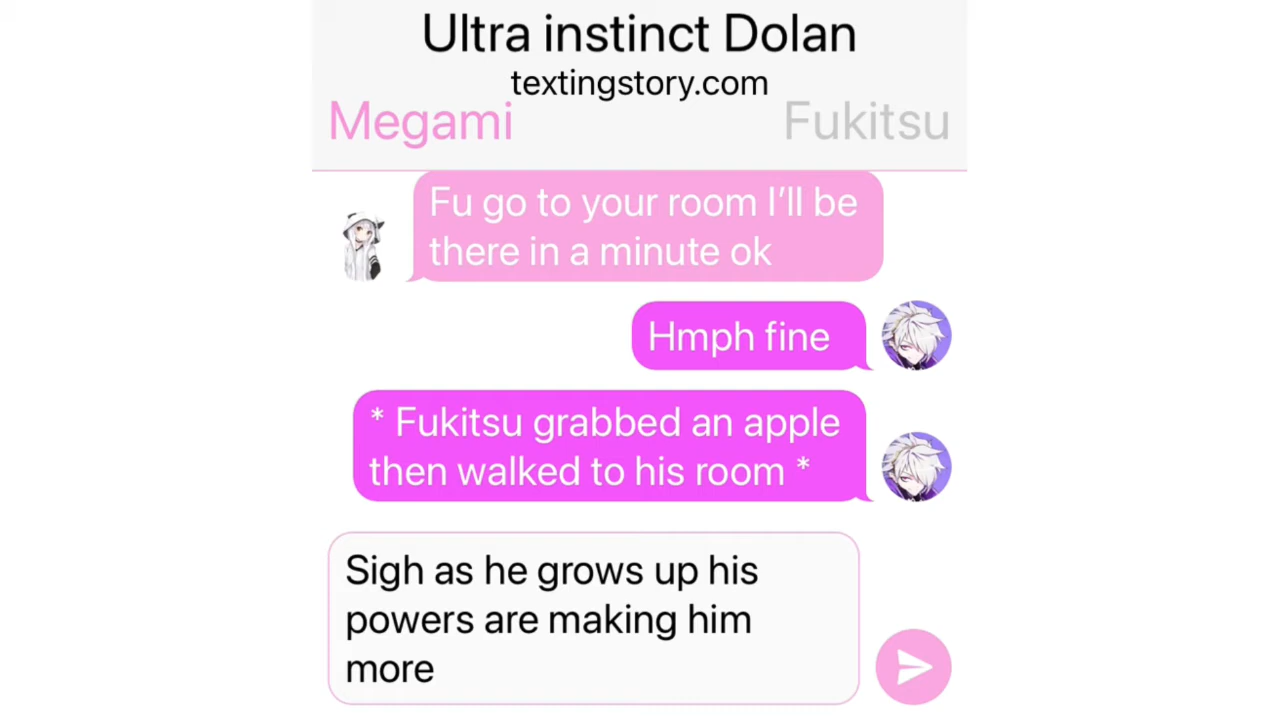 Ultra instinct Dolan
textingstory.com
Megami
Fukitsu
Fu go to your room I’ll be
there in a minute ok
Hmph fine
* Fukitsu grabbed an apple
then walked to his room *
Sigh as he grows up his
powers are making him
more